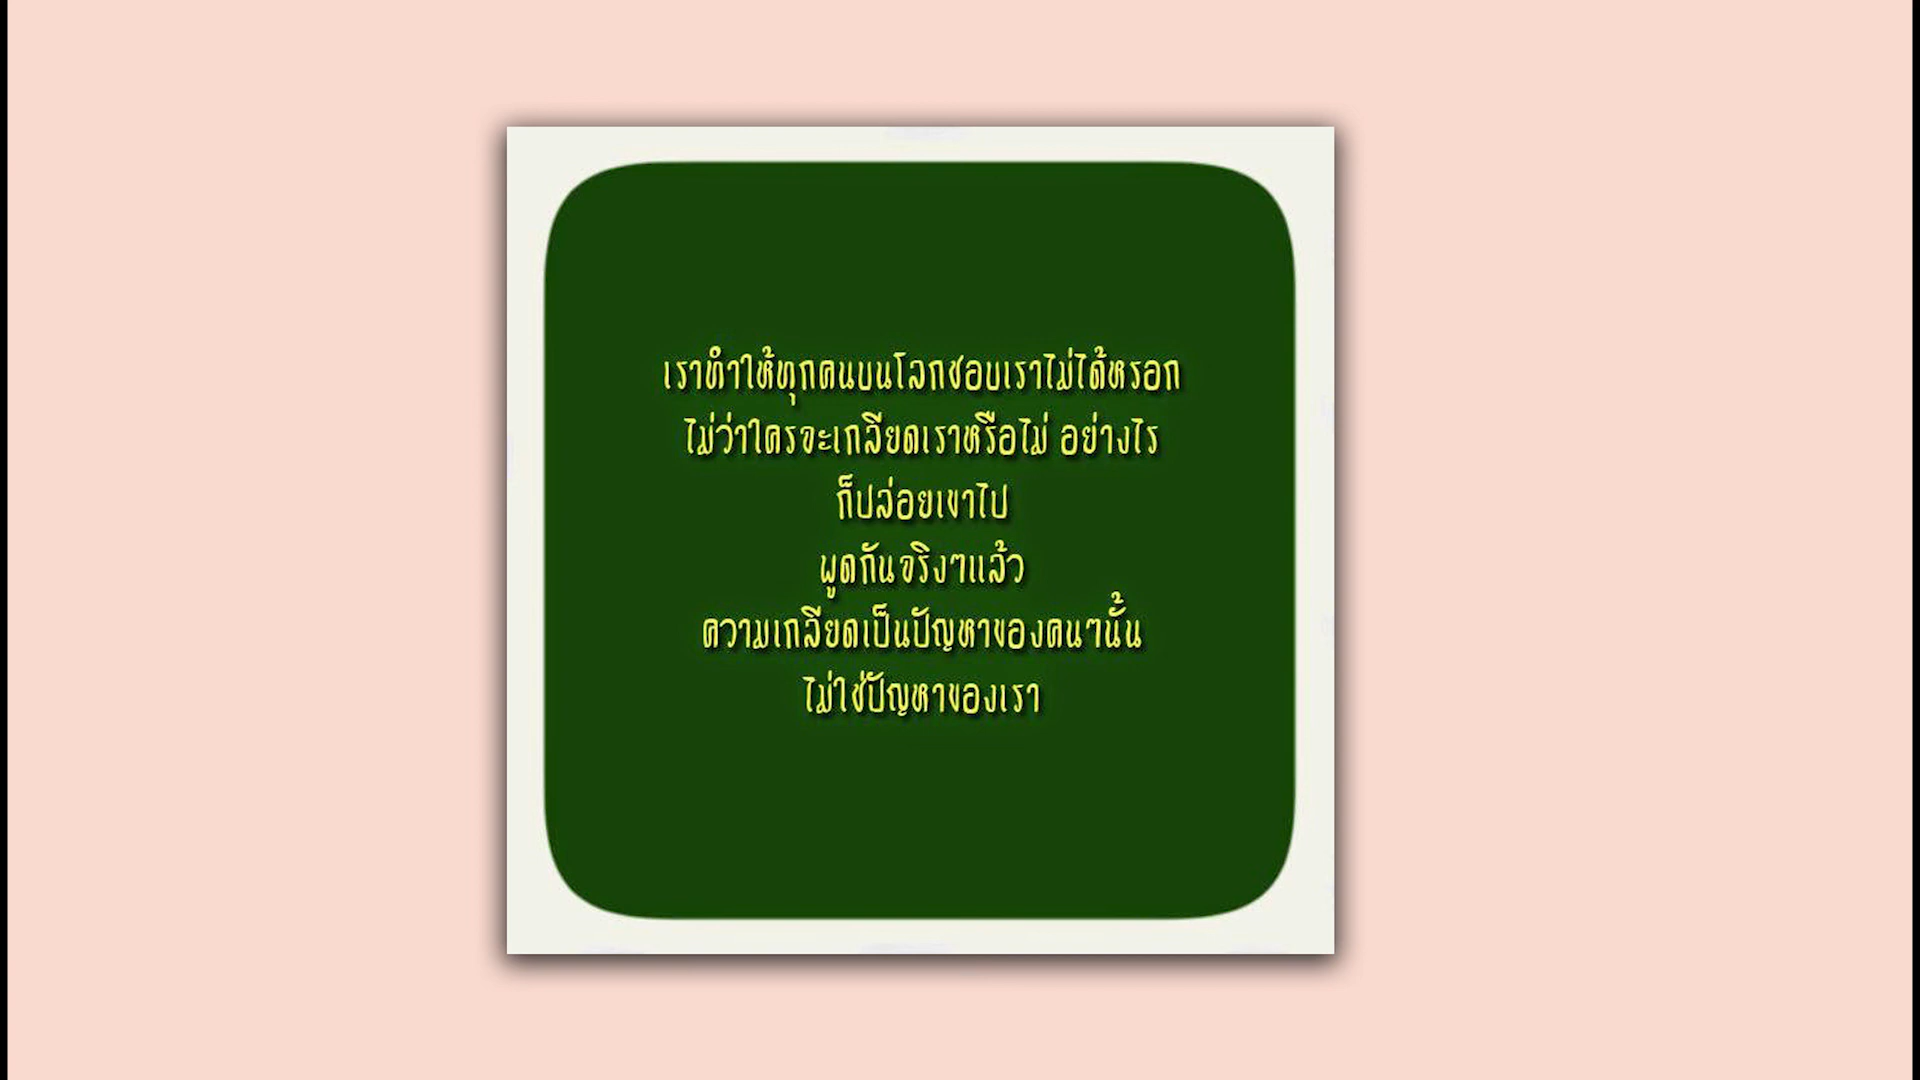 เราทำให้ทุกคนบนโลกชอบเราไม่ได้หรอก
ไม่ว่าใครจะเกลียดเราหรือไม่ อย่างไร
ก็ปล่อยเขาไป
พูดกันจริงๆแล้ว
ความเกลียดเป็นปัญหาของคนๆนั้น
ไม่ใช่ปัญหาของเรา